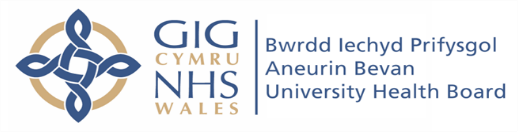 GIG
CYMRU
NHS
WALES
Bwrdd Iechyd Prifysgol
Aneurin Bevan
University Health Board